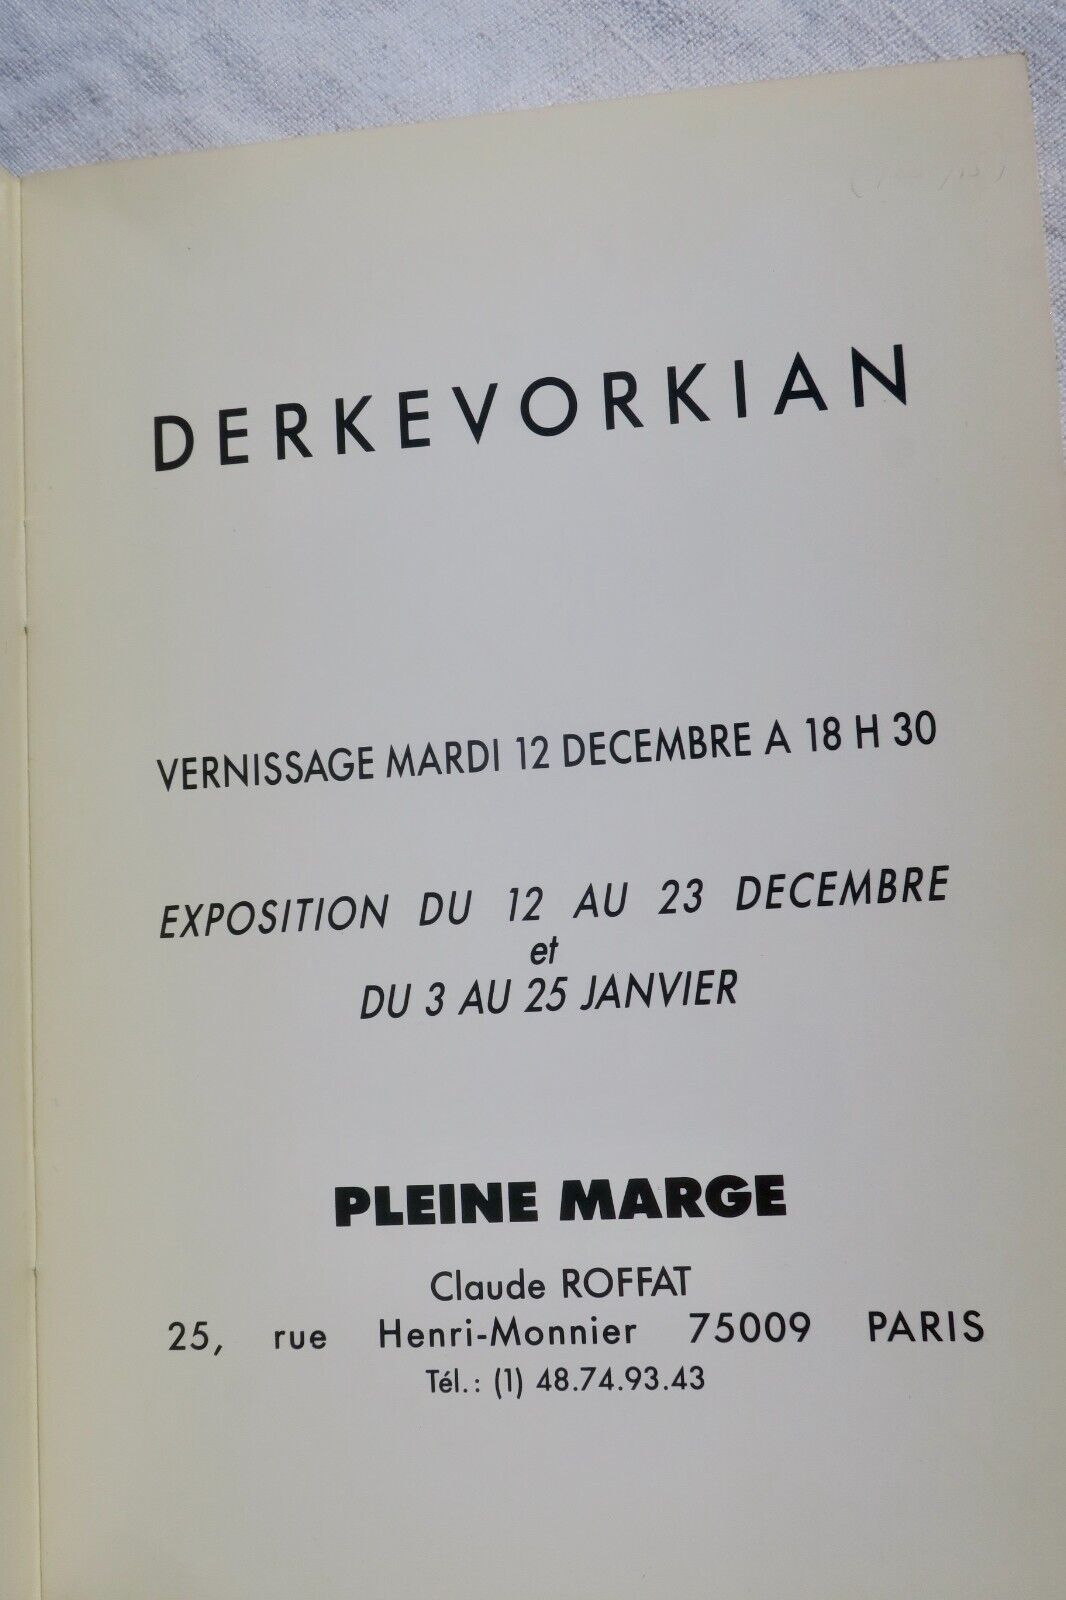 DERKEVORKIAN
VERNISSAGE MARDI 12 DECEMBRE A 18 H 30
EXPOSITION DU 12 AU 23 DECEMBRE
et
DU 3 AU 25 JANVIER
PLEINE MARGE
Claude ROFFAT
25, rue Henri-Monnier 75009 PARIS
Tél.: (1) 48.74.93.43